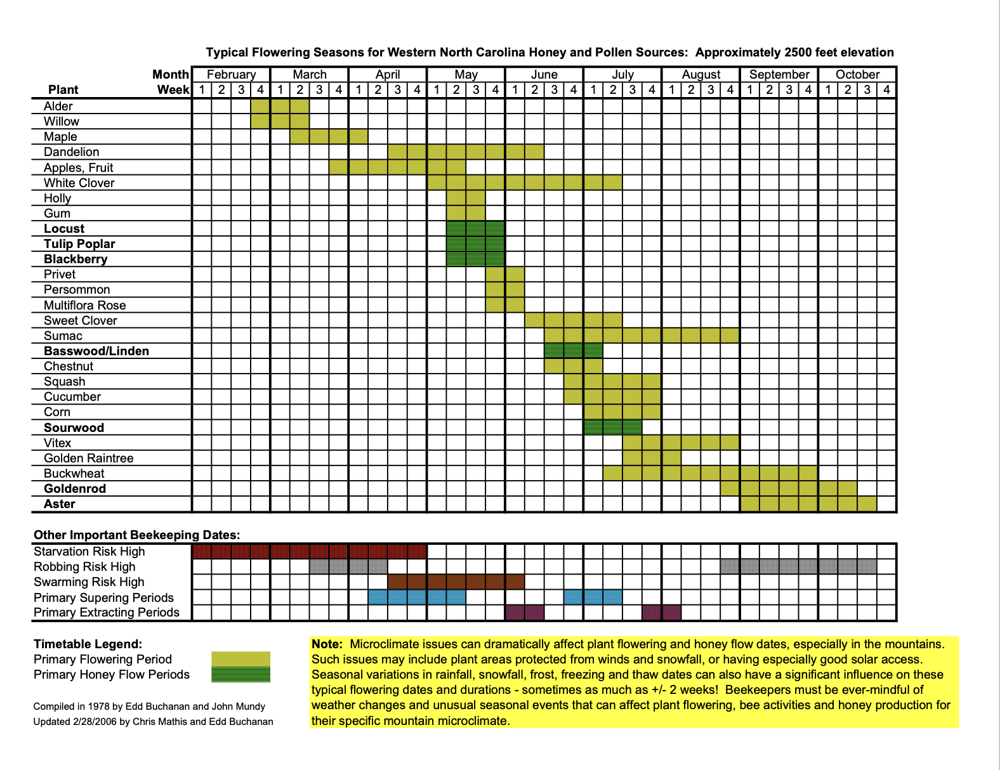 Typical Flowering Seasons for Western North Carolina Honey and Pollen Sources:  Approximately 2500 feet elevation
Month February March April May June July August September October
Plant Week 1 2 3 4 1 2 3 4 1 2 3 4 1 2 3 4 1 2 3 4 1 2 3 4 1 2 3 4 1 2 3 4 1 2 3 4
Alder
Willow
Maple
Dandelion
Apples, Fruit
White Clover
Holly
Gum
Locust
Tulip Poplar
Blackberry
Privet
Persommon
Multiflora Rose
Sweet Clover
Sumac
Basswood/Linden
Chestnut
Squash
Cucumber
Corn
Sourwood
Vitex
Golden Raintree
Buckwheat
Goldenrod
Aster
Other Important Beekeeping Dates:
Starvation Risk High
Robbing Risk High
Swarming Risk High
Primary Supering Periods
Primary Extracting Periods
Timetable Legend:
Primary Flowering Period
Primary Honey Flow Periods
Compiled in 1978 by Edd Buchanan and John Mundy
Updated 2/28/2006 by Chris Mathis and Edd Buchanan
Note:  Microclimate issues can dramatically affect plant flowering and honey flow dates, especially in the mountains.
Such issues may include plant areas protected from winds and snowfall, or having especially good solar access.
Seasonal variations in rainfall, snowfall, frost, freezing and thaw dates can also have a significant influence on these
typical flowering dates and durations - sometimes as much as +/- 2 weeks!  Beekeepers must be ever-mindful of
weather changes and unusual seasonal events that can affect plant flowering, bee activities and honey production for
their specific mountain microclimate.